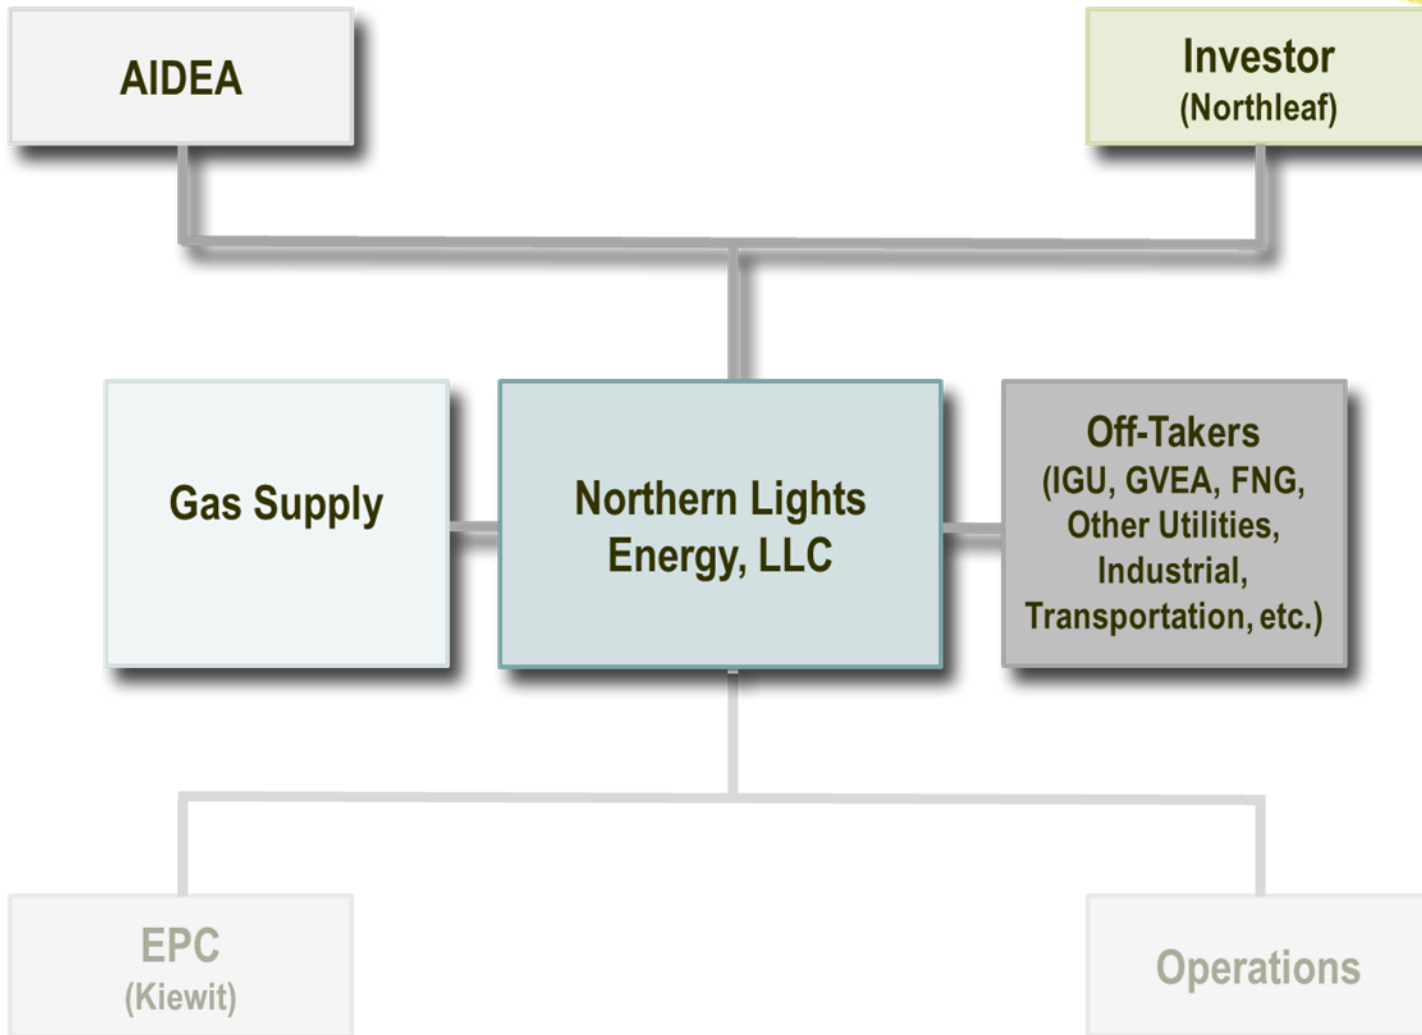 AIDEA
Investor
(Northleaf)
Gas Supply
Northern Lights
Energy, LLC
Off-Takers
(IGU, GVEA, FNG,
Other Utilities,
Industrial,
Transportation, etc.)
EPC
(Kiewit)
Operations